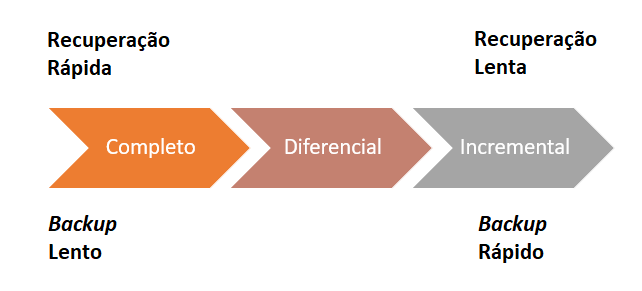 Recuperação
Rápida
Recuperação
Lenta
Completo
Diferencial
Incremental
Backup
Lento
Backup
Rápido